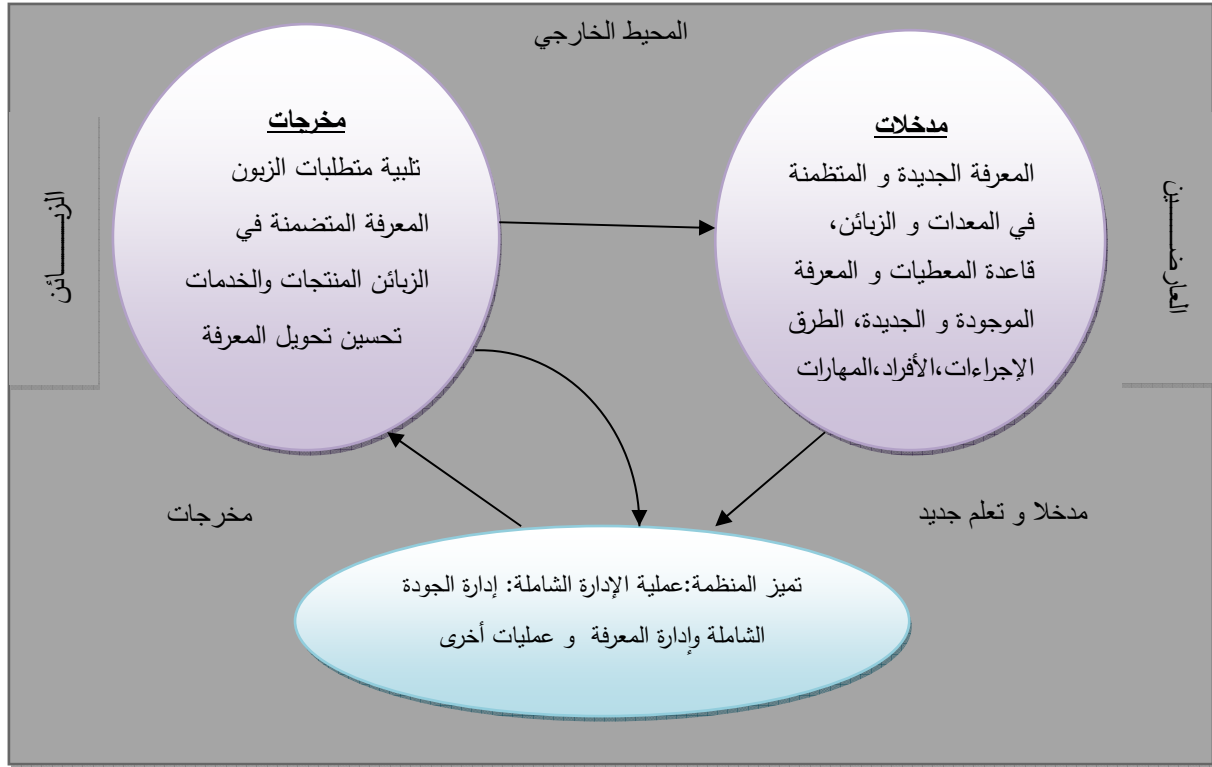 المحيط الخارجي
مدخلات
المعرفة الجديدة و المتظمنة
في المعدات و الزبائن،
قاعدة المعطيات و المعرفة
الموجودة و الجديدة، الطرق
الإجراءات،الأفراد،المهارات
مخرجات
تلبية متطلبات الزبون
المعرفة المتضمنة في
الزبائن المنتجات والخدمات
تحسين تحويل المعرفة
العارضــــين
الزبــــــائن
مدخلا و تعلم جديد
مخرجات
تميز المنظمة:عملية الإدارة الشاملة: إدارة الجودة
الشاملة وإدارة المعرفة و عمليات أخرى